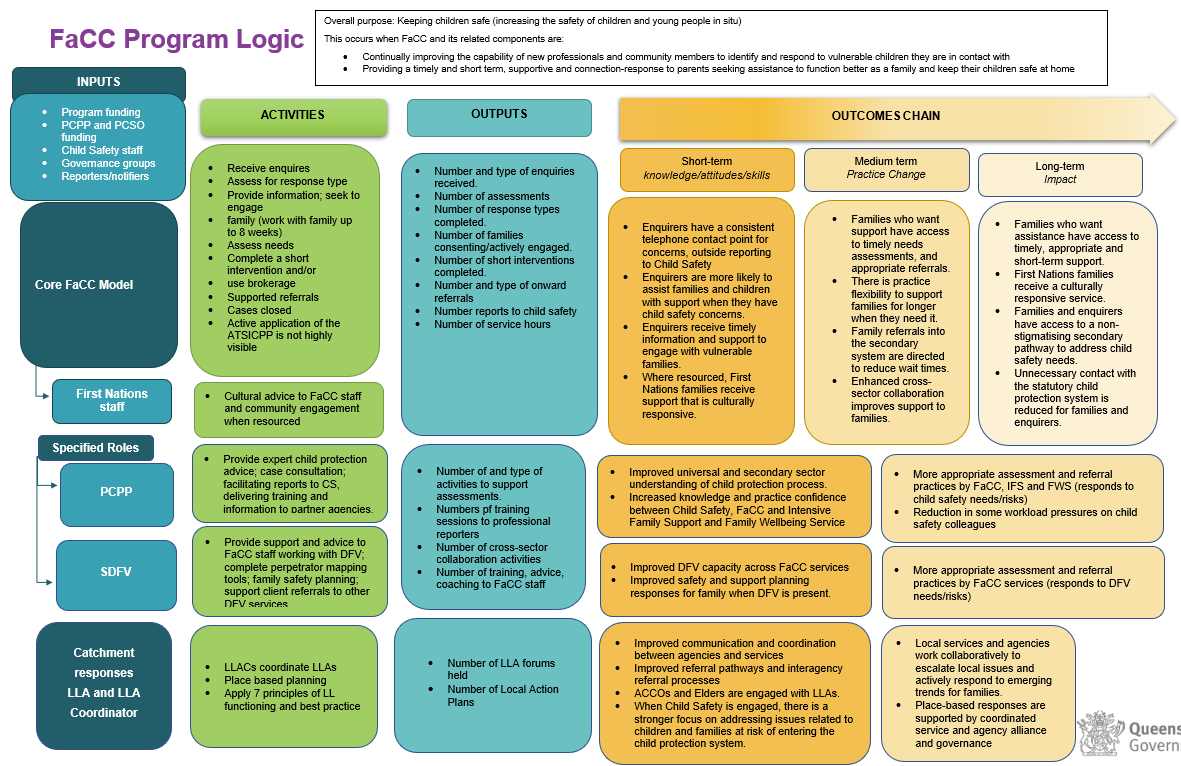 FaCC Program Logic
Overall purpose: Keeping children safe (increasing the safety of children and young people in situ)
This occurs when FaCC and its related components are:
• Continually improving the capability of new professionals and community members to identify and respond to vulnerable children they are in contact with
• Providing a timely and short term, supportive and connection-response to parents seeking assistance to function better as a family and keep their children safe at home
INPUTS
• Program funding
• PCPP and PCSO
funding
• Child Safety staff
• Governance groups
• Reporters/notifiers
ACTIVITIES
OUTPUTS
OUTCOMES CHAIN
Short-term
knowledge/attitudes/skills
Medium term
Practice Change
Long-term
Impact
Core FaCC Model
• Receive enquires
• Assess for response type
• Provide information; seek to
engage
• family (work with family up
to 8 weeks)
• Assess needs
• Complete a short
intervention and/or
• use brokerage
• Supported referrals
• Cases closed
• Active application of the
ATSICPP is not highly
visible
• Number and type of enquiries
received.
• Number of assessments
• Number of response types
completed.
• Number of families
consenting/actively engaged.
• Number of short interventions
completed.
• Number and type of onward
referrals
• Number reports to child safety
• Number of service hours
• Enquirers have a consistent
telephone contact point for
concerns, outside reporting
to Child Safety
• Enquirers are more likely to
assist families and children
with support when they have
child safety concerns.
• Enquirers receive timely
information and support to
engage with vulnerable
families.
• Where resourced, First
Nations families receive
support that is culturally
responsive.
• Families who want
support have access to
timely needs
assessments, and
appropriate referrals.
• There is practice
flexibility to support
families for longer
when they need it.
• Family referrals into
the secondary
system are directed
to reduce wait times.
• Enhanced cross-
sector collaboration
improves support to
families.
• Families who want
assistance have access to
timely, appropriate and
short-term support.
• First Nations families
receive a culturally
responsive service.
• Families and enquirers
have access to a non-
stigmatising secondary
pathway to address child
safety needs.
• Unnecessary contact with
the statutory child
protection system is
reduced for families and
enquirers.
First Nations
staff
• Cultural advice to FaCC staff
and community engagement
when resourced
Specified Roles
PCPP
• Provide expert child protection
advice; case consultation;
facilitating reports to CS,
delivering training and
information to partner agencies.
• Number of and type of
activities to support
assessments.
• Numbers pf training
sessions to professional
reporters
• Number of cross-sector
collaboration activities
• Number of training, advice,
coaching to FaCC staff
• Improved universal and secondary sector
understanding of child protection process.
• Increased knowledge and practice confidence
between Child Safety, FaCC and Intensive
Family Support and Family Wellbeing Service
• More appropriate assessment and referral
practices by FaCC, IFS and FWS (responds to
child safety needs/risks)
• Reduction in some workload pressures on child
safety colleagues
SDFV
• Provide support and advice to
FaCC staff working with DFV;
complete perpetrator mapping
tools; family safety planning;
support client referrals to other
DFV services
• Improved DFV capacity across FaCC services
• Improved safety and support planning
responses for family when DFV is present.
• More appropriate assessment and referral
practices by FaCC services (responds to DFV
needs/risks)
Catchment
responses
LLA and LLA
Coordinator
• LLACs coordinate LLAs
• Place based planning
• Apply 7 principles of LL
functioning and best practice
• Number of LLA forums
held
• Number of Local Action
Plans
• Improved communication and coordination
between agencies and services
• Improved referral pathways and interagency
referral processes
• ACCOs and Elders are engaged with LLAs.
• When Child Safety is engaged, there is a
stronger focus on addressing issues related to
children and families at risk of entering the
child protection system.
• Local services and agencies
work collaboratively to
escalate local issues and
actively respond to emerging
trends for families.
• Place-based responses are
supported by coordinated
service and agency alliance
and governance
Queens
Govern